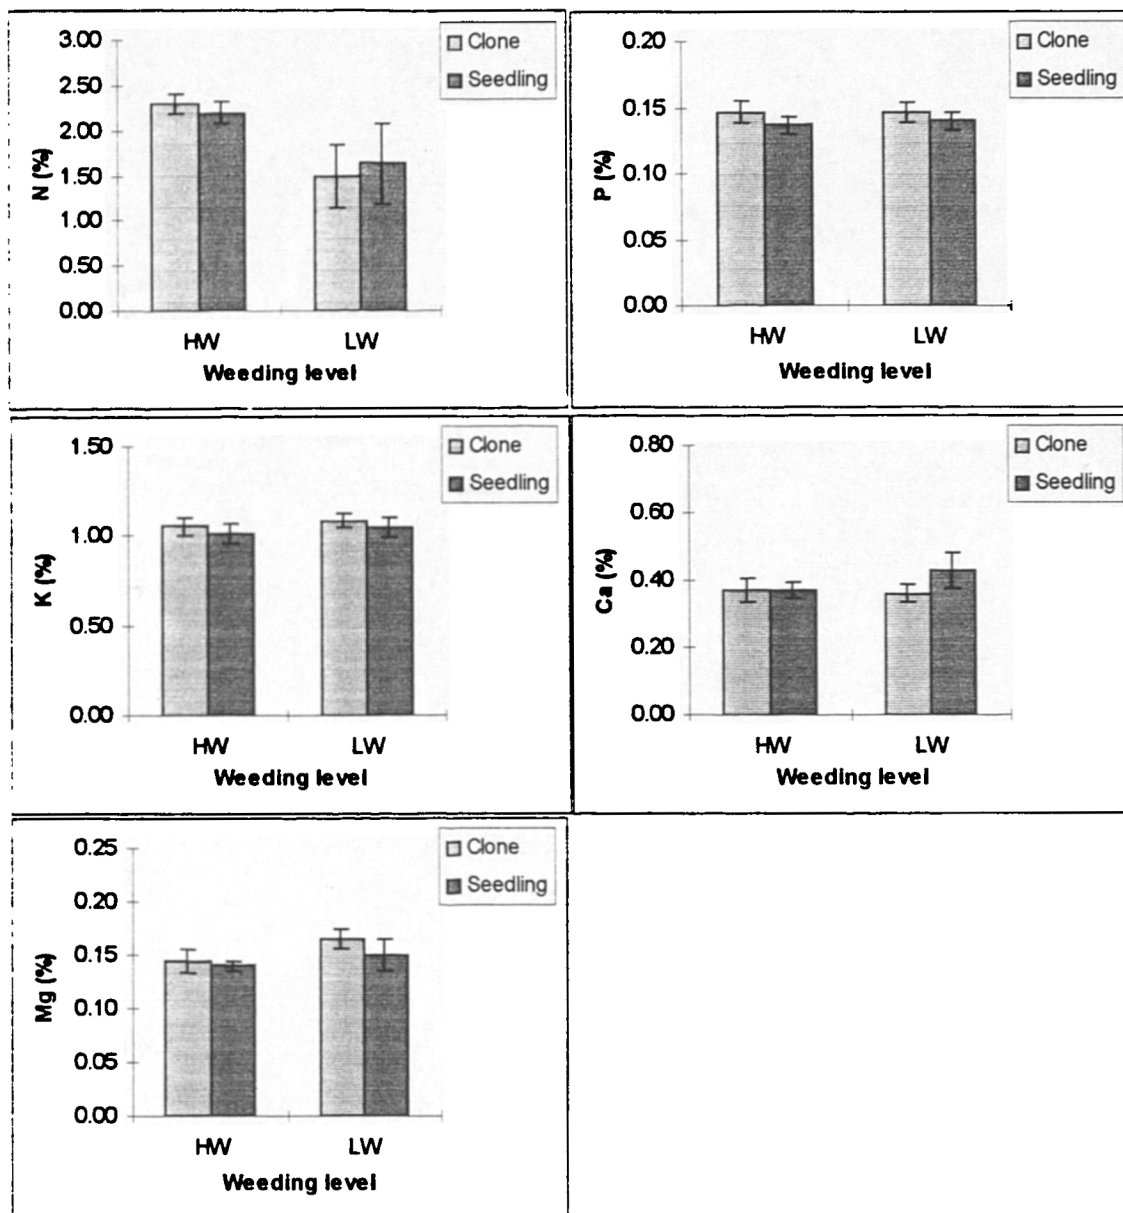 3.00
2.50
2.00
1.50
1.00
0.50
0.00
N (%)
HW LW
Weeding level
Clone
Seedling
0.20
0.15
0.10
0.05
0.00
P (%)
HW LW
Weeding level
Clone
Seedling
1.50
1.00
0.50
0.00
K (%)
HW LW
Weeding level
Clone
Seedling
0.80
0.60
0.40
0.20
0.00
Ca (%)
HW LW
Weeding level
Clone
Seedling
0.25
0.20
0.15
0.10
0.05
0.00
Mg (%)
HW LW
Weeding level
Clone
Seedling